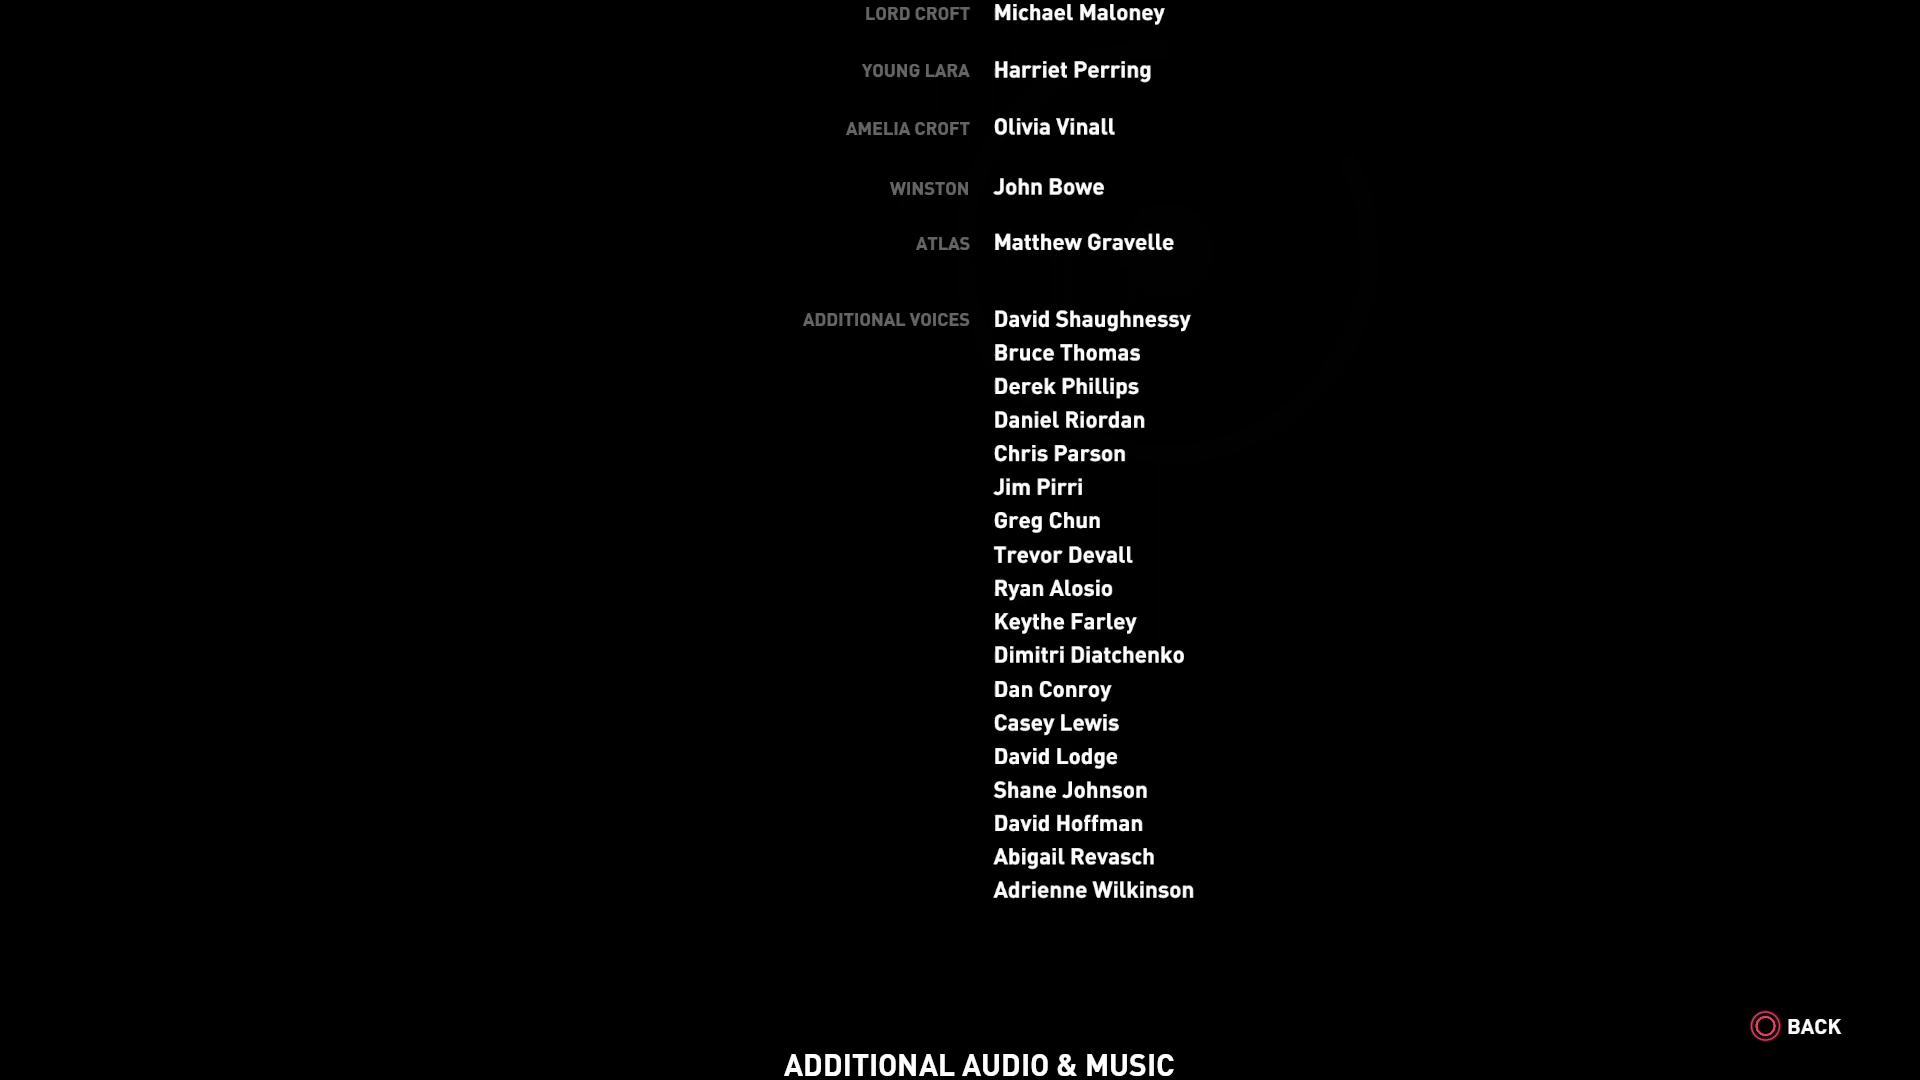 LORD CROFT Michael Maloney
YOUNG LARA Harriet Perring
AMELIA CROFT Olivia Vinall
WINSTON John Bowe
ATLAS Matthew Gravelle
ADDITIONAL VOICES David Shaughnessy
Bruce Thomas
Derek Phillips
Daniel Riordan
Chris Parson
Jim Pirri
Greg Chun
Trevor Devall
Ryan Alosio
Keythe Farley
Dimitri Diatchenko
Dan Conroy
Casey Lewis
David Lodge
Shane Johnson
David Hoffman
Abigail Revasch
Adrienne Wilkinson
BACK
ADDITIONAL AUDIO & MUSIC